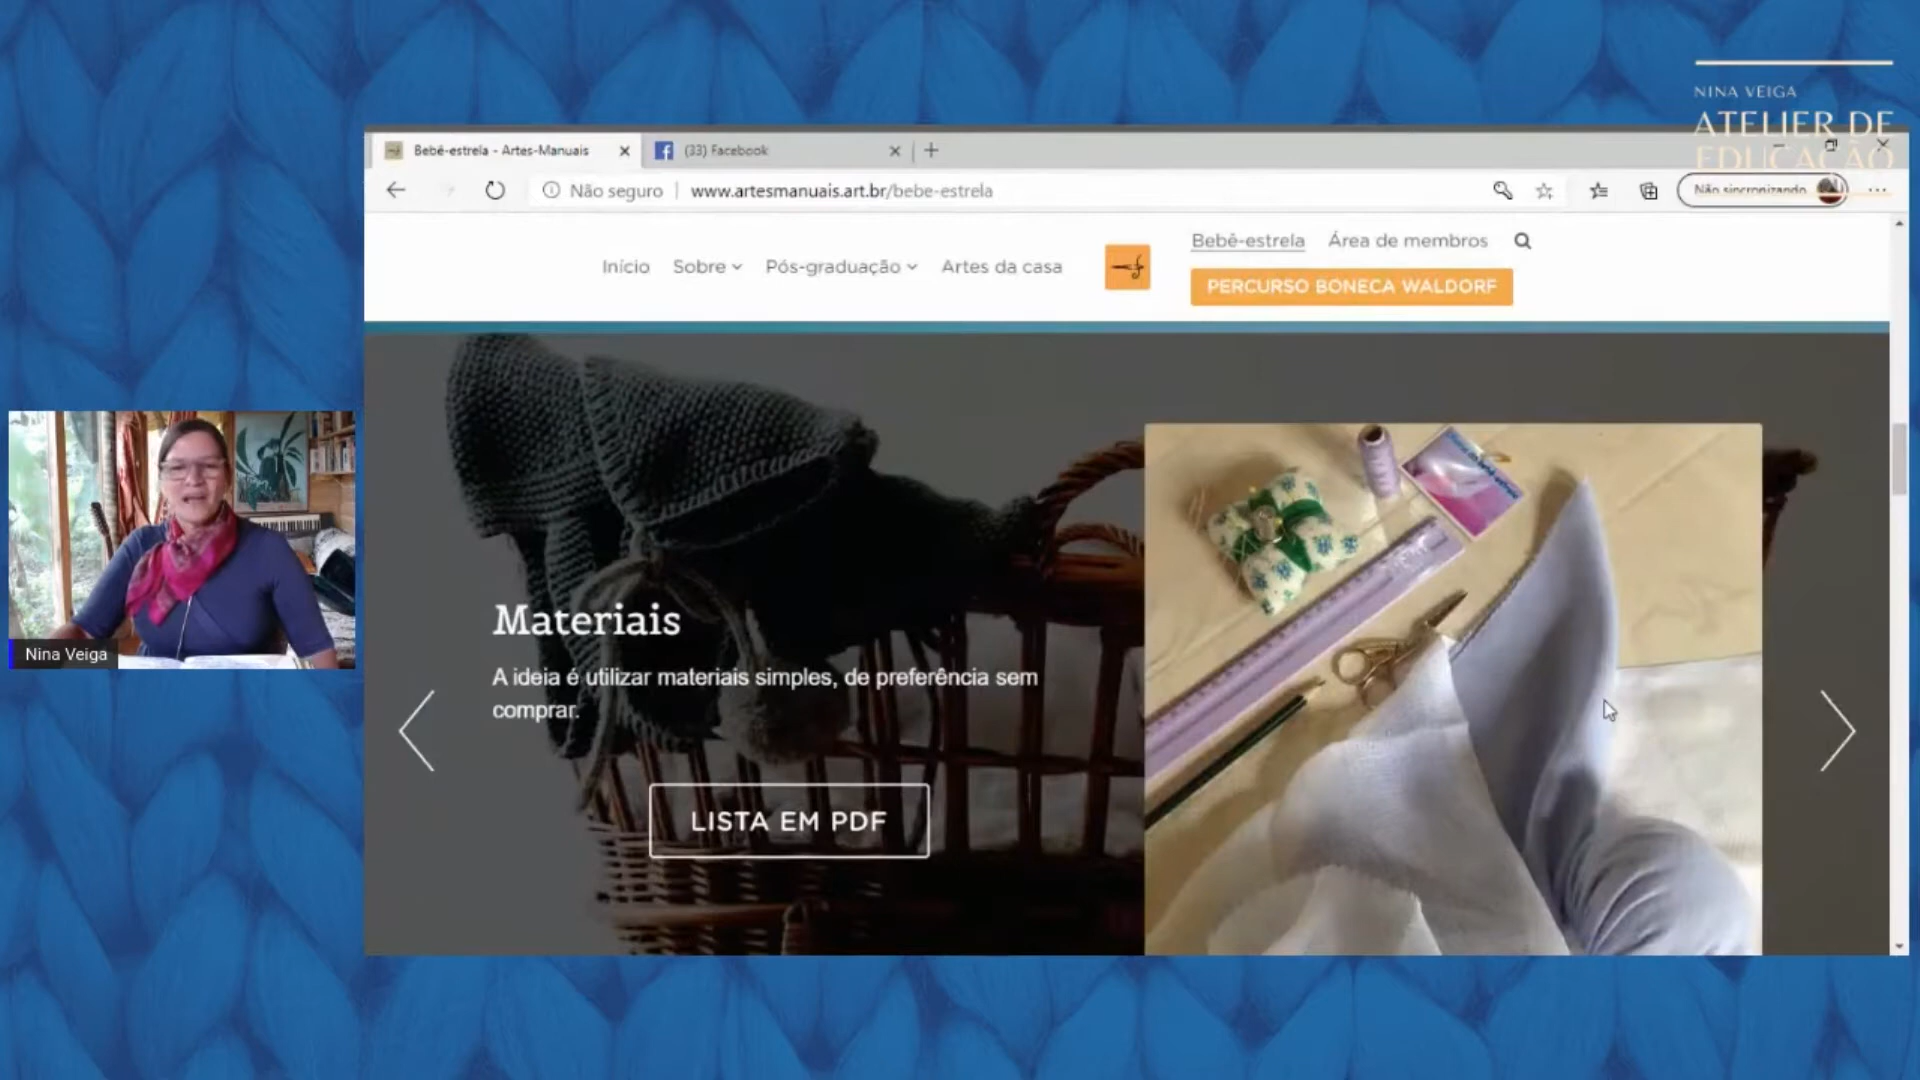 NINA VEIGA
ATELIER DE
EDUCAÇÃO
Bebê-estrela - Artes-Manuais
(33) Facebook
Não seguro
www.artesmanuais.art.br/bebe-estrela
Não sincronizando
Início
Sobre
Pós-graduação
Artes da casa
Bebê-estrela
Área de membros
PERCURSO BONECA WALDORF
Materiais
A ideia é utilizar materiais simples, de preferência sem
comprar.
LISTA EM PDF
Nina Veiga